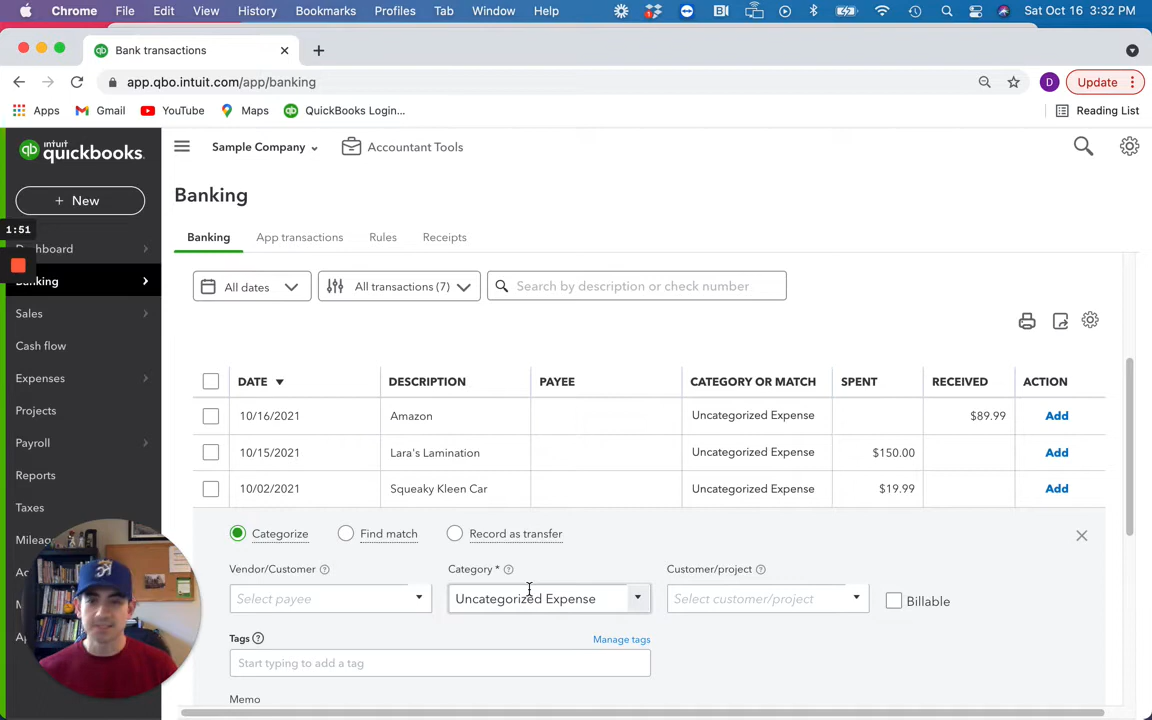 Chrome File Edit View History Bookmarks Profiles Tab Window Help Sat Oct 16 3:32 PM
Bank transactions
app.qbo.intuit.com/app/banking
D
Update
Apps Gmail YouTube Maps QuickBooks Login... Reading List
intuit
quickbooks.
Sample Company Accountant Tools
+ New
Banking
1:51
Banking App transactions Rules Receipts
Sales
Cash flow
Expenses
Projects
Payroll
Reports
Taxes
All dates All transactions (7) Search by description or check number
DATE DESCRIPTION PAYEE CATEGORY OR MATCH SPENT RECEIVED ACTION
10/16/2021 Amazon Uncategorized Expense $89.99 Add
10/15/2021 Lara's Lamination Uncategorized Expense $150.00 Add
10/02/2021 Squeaky Kleen Car Uncategorized Expense $19.99 Add
Categorize Find match Record as transfer
Vendor/Customer Category * Customer/project
Select payee Uncategorized Expense Select customer/project Billable
Tags Manage tags
Start typing to add a tag
Memo